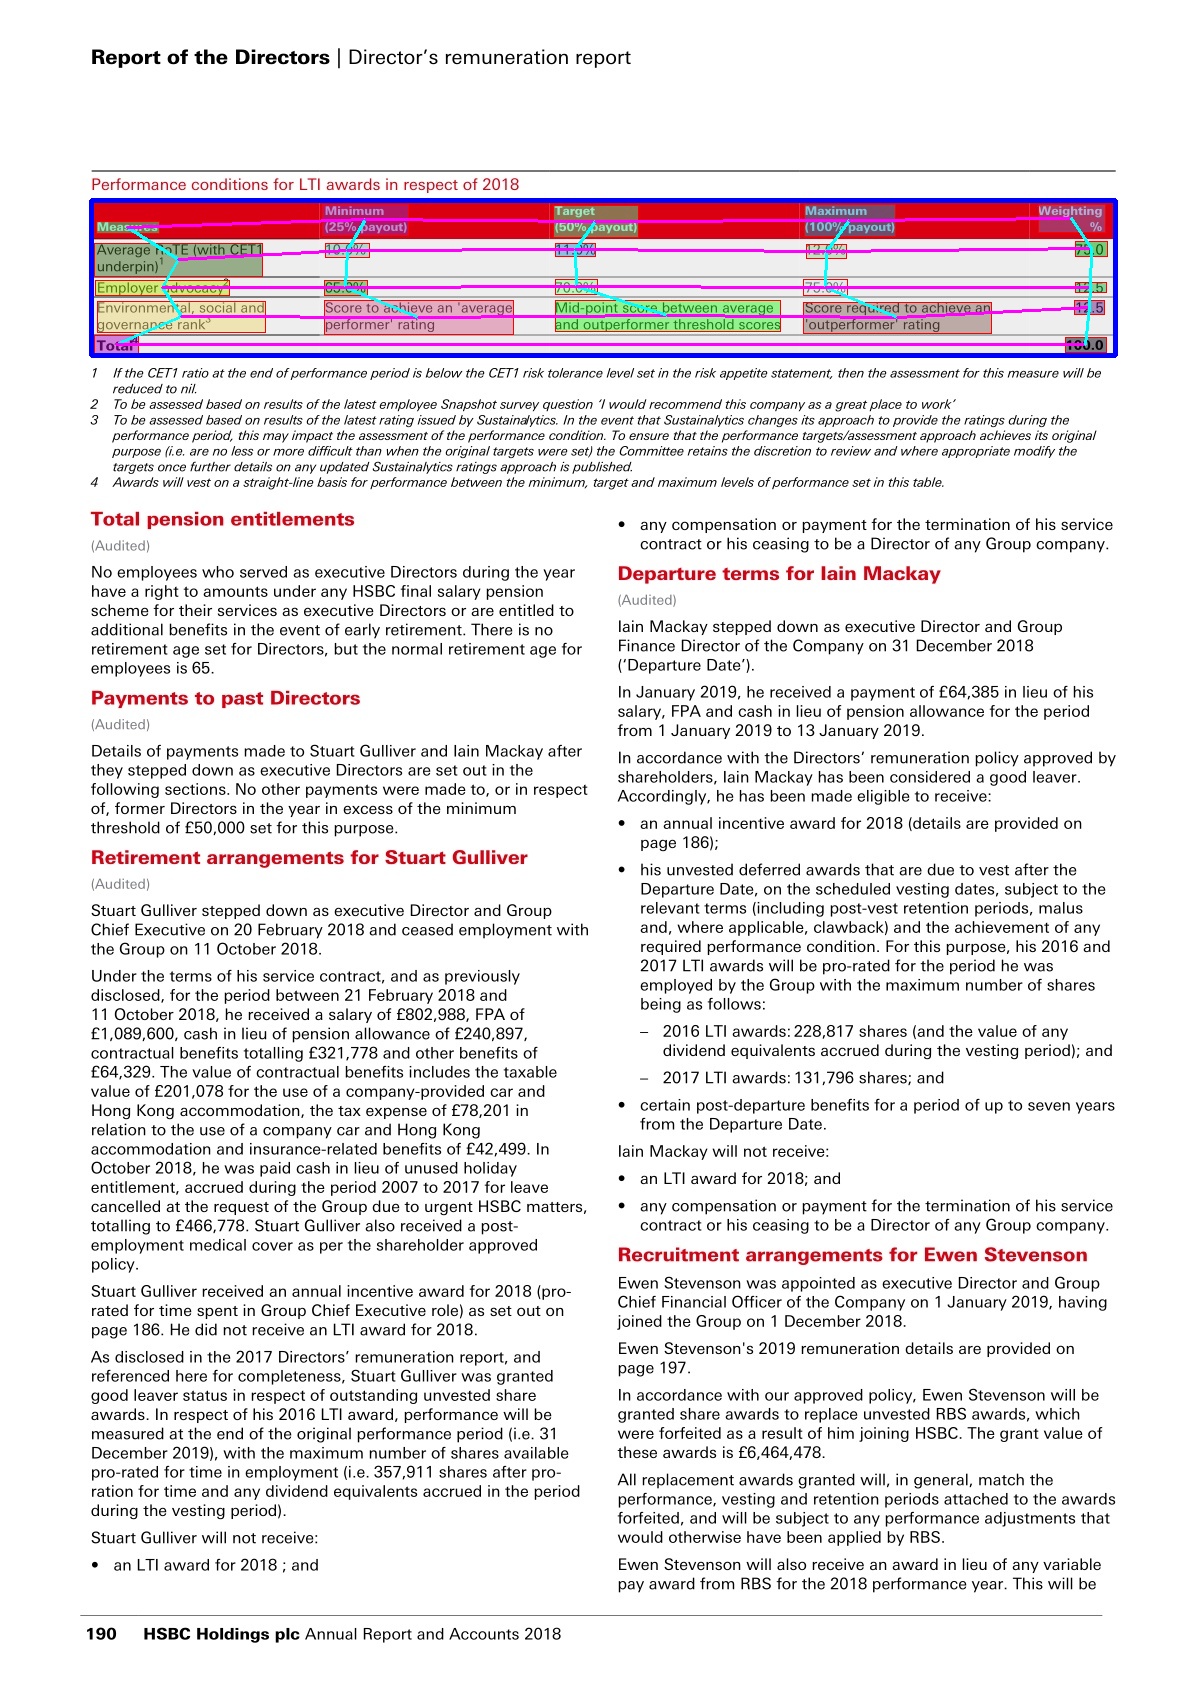 Report of the Directors | Director’s remuneration report
Performance conditions for LTI awards in respect of 2018
Measures
Minimum
(25% payout)
Target
(50% payout)
Maximum
(100% payout)
Weighting
%
Average RoTE (with CET1
underpin)1
10.0%
11.0%
12.0%
75.0
Employer advocacy2
65.0%
70.0%
75.0%
12.5
Environmental, social and
governance rank3
Score to achieve an 'average
performer' rating
Mid-point score between average
and outperformer threshold scores
Score required to achieve an
'outperformer' rating
12.5
Total4
100.0
1 If the CET1 ratio at the end of performance period is below the CET1 risk tolerance level set in the risk appetite statement, then the assessment for this measure will be
reduced to nil.
2 To be assessed based on results of the latest employee Snapshot survey question ‘I would recommend this company as a great place to work’
3 To be assessed based on results of the latest rating issued by Sustainalytics. In the event that Sustainalytics changes its approach to provide the ratings during the
performance period, this may impact the assessment of the performance condition. To ensure that the performance targets/assessment approach achieves its original
purpose (i.e. are no less or more difficult than when the original targets were set) the Committee retains the discretion to review and where appropriate modify the
targets once further details on any updated Sustainalytics ratings approach is published.
4 Awards will vest on a straight-line basis for performance between the minimum, target and maximum levels of performance set in this table.
Total pension entitlements
(Audited)
No employees who served as executive Directors during the year
have a right to amounts under any HSBC final salary pension
scheme for their services as executive Directors or are entitled to
additional benefits in the event of early retirement. There is no
retirement age set for Directors, but the normal retirement age for
employees is 65.
Payments to past Directors
(Audited)
Details of payments made to Stuart Gulliver and Iain Mackay after
they stepped down as executive Directors are set out in the
following sections. No other payments were made to, or in respect
of, former Directors in the year in excess of the minimum
threshold of £50,000 set for this purpose.
Retirement arrangements for Stuart Gulliver
(Audited)
Stuart Gulliver stepped down as executive Director and Group
Chief Executive on 20 February 2018 and ceased employment with
the Group on 11 October 2018.
Under the terms of his service contract, and as previously
disclosed, for the period between 21 February 2018 and
11 October 2018, he received a salary of £802,988, FPA of
£1,089,600, cash in lieu of pension allowance of £240,897,
contractual benefits totalling £321,778 and other benefits of
£64,329. The value of contractual benefits includes the taxable
value of £201,078 for the use of a company-provided car and
Hong Kong accommodation, the tax expense of £78,201 in
relation to the use of a company car and Hong Kong
accommodation and insurance-related benefits of £42,499. In
October 2018, he was paid cash in lieu of unused holiday
entitlement, accrued during the period 2007 to 2017 for leave
cancelled at the request of the Group due to urgent HSBC matters,
totalling to £466,778. Stuart Gulliver also received a post-
employment medical cover as per the shareholder approved
policy.
Stuart Gulliver received an annual incentive award for 2018 (pro-
rated for time spent in Group Chief Executive role) as set out on
page 186. He did not receive an LTI award for 2018.
As disclosed in the 2017 Directors’ remuneration report, and
referenced here for completeness, Stuart Gulliver was granted
good leaver status in respect of outstanding unvested share
awards. In respect of his 2016 LTI award, performance will be
measured at the end of the original performance period (i.e. 31
December 2019), with the maximum number of shares available
pro-rated for time in employment (i.e. 357,911 shares after pro-
ration for time and any dividend equivalents accrued in the period
during the vesting period).
Stuart Gulliver will not receive:
• an LTI award for 2018 ; and
• any compensation or payment for the termination of his service
contract or his ceasing to be a Director of any Group company.
Departure terms for Iain Mackay
(Audited)
Iain Mackay stepped down as executive Director and Group
Finance Director of the Company on 31 December 2018
(‘Departure Date’).
In January 2019, he received a payment of £64,385 in lieu of his
salary, FPA and cash in lieu of pension allowance for the period
from 1 January 2019 to 13 January 2019.
In accordance with the Directors’ remuneration policy approved by
shareholders, Iain Mackay has been considered a good leaver.
Accordingly, he has been made eligible to receive:
• an annual incentive award for 2018 (details are provided on
page 186);
• his unvested deferred awards that are due to vest after the
Departure Date, on the scheduled vesting dates, subject to the
relevant terms (including post-vest retention periods, malus
and, where applicable, clawback) and the achievement of any
required performance condition. For this purpose, his 2016 and
2017 LTI awards will be pro-rated for the period he was
employed by the Group with the maximum number of shares
being as follows:
– 2016 LTI awards: 228,817 shares (and the value of any
dividend equivalents accrued during the vesting period); and
– 2017 LTI awards: 131,796 shares; and
• certain post-departure benefits for a period of up to seven years
from the Departure Date.
Iain Mackay will not receive:
• an LTI award for 2018; and
• any compensation or payment for the termination of his service
contract or his ceasing to be a Director of any Group company.
Recruitment arrangements for Ewen Stevenson
Ewen Stevenson was appointed as executive Director and Group
Chief Financial Officer of the Company on 1 January 2019, having
joined the Group on 1 December 2018.
Ewen Stevenson's 2019 remuneration details are provided on
page 197.
In accordance with our approved policy, Ewen Stevenson will be
granted share awards to replace unvested RBS awards, which
were forfeited as a result of him joining HSBC. The grant value of
these awards is £6,464,478.
All replacement awards granted will, in general, match the
performance, vesting and retention periods attached to the awards
forfeited, and will be subject to any performance adjustments that
would otherwise have been applied by RBS.
Ewen Stevenson will also receive an award in lieu of any variable
pay award from RBS for the 2018 performance year. This will be
190 HSBC Holdings plc Annual Report and Accounts 2018